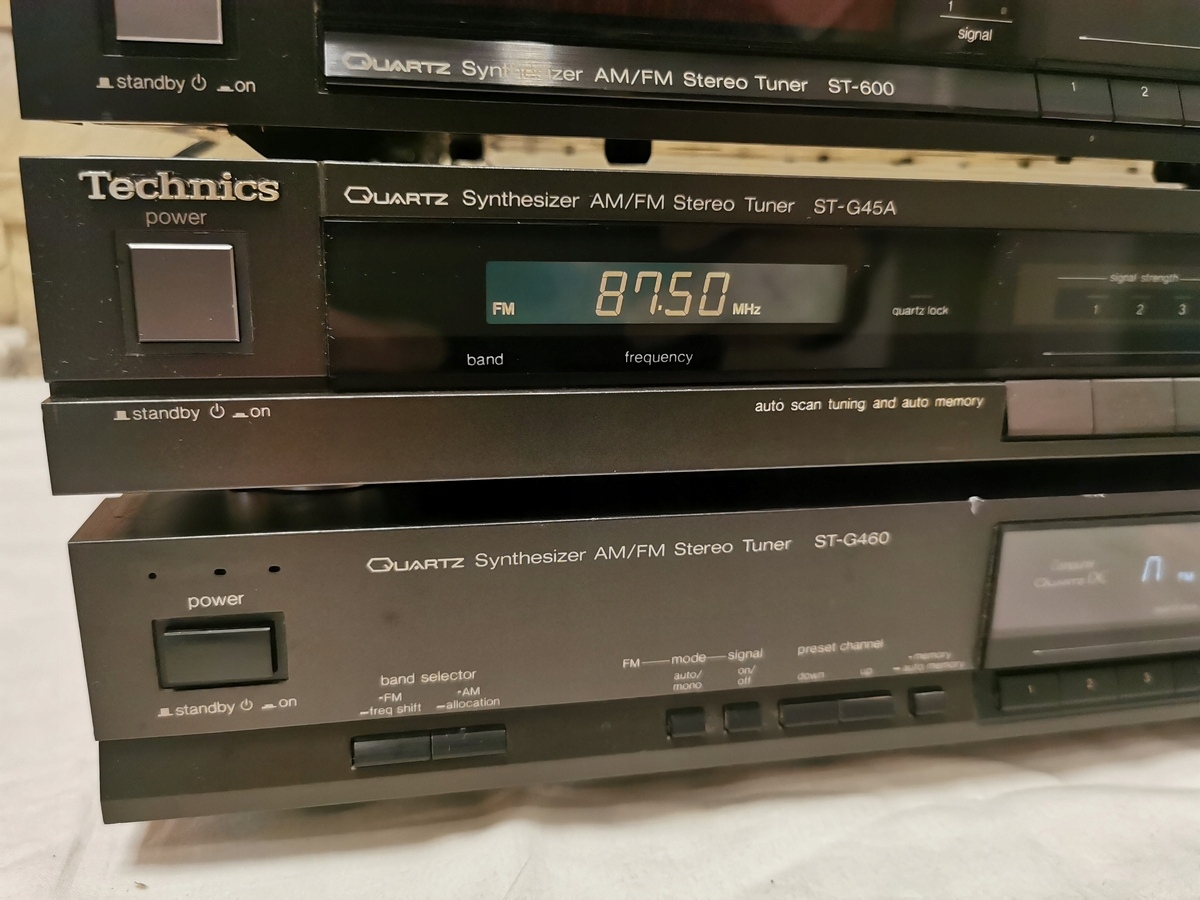 1
signal
standby on
QUARTZ Synthesizer AM/FM Stereo Tuner ST-600
1 2
Technics
power
QUARTZ Synthesizer AM/FM Stereo Tuner ST-G45A
signal strength
FM 87.50 MHz
quartz lock
1 2 3
band frequency
standby on
auto scan tuning and auto memory
QUARTZ Synthesizer AM/FM Stereo Tuner ST-G460
power
FM mode signal
preset channel
auto/
mono
on/
off
down up
-memory
auto memory
band selector
-FM -AM
freq shift allocation
standby on
FM
1 2 3